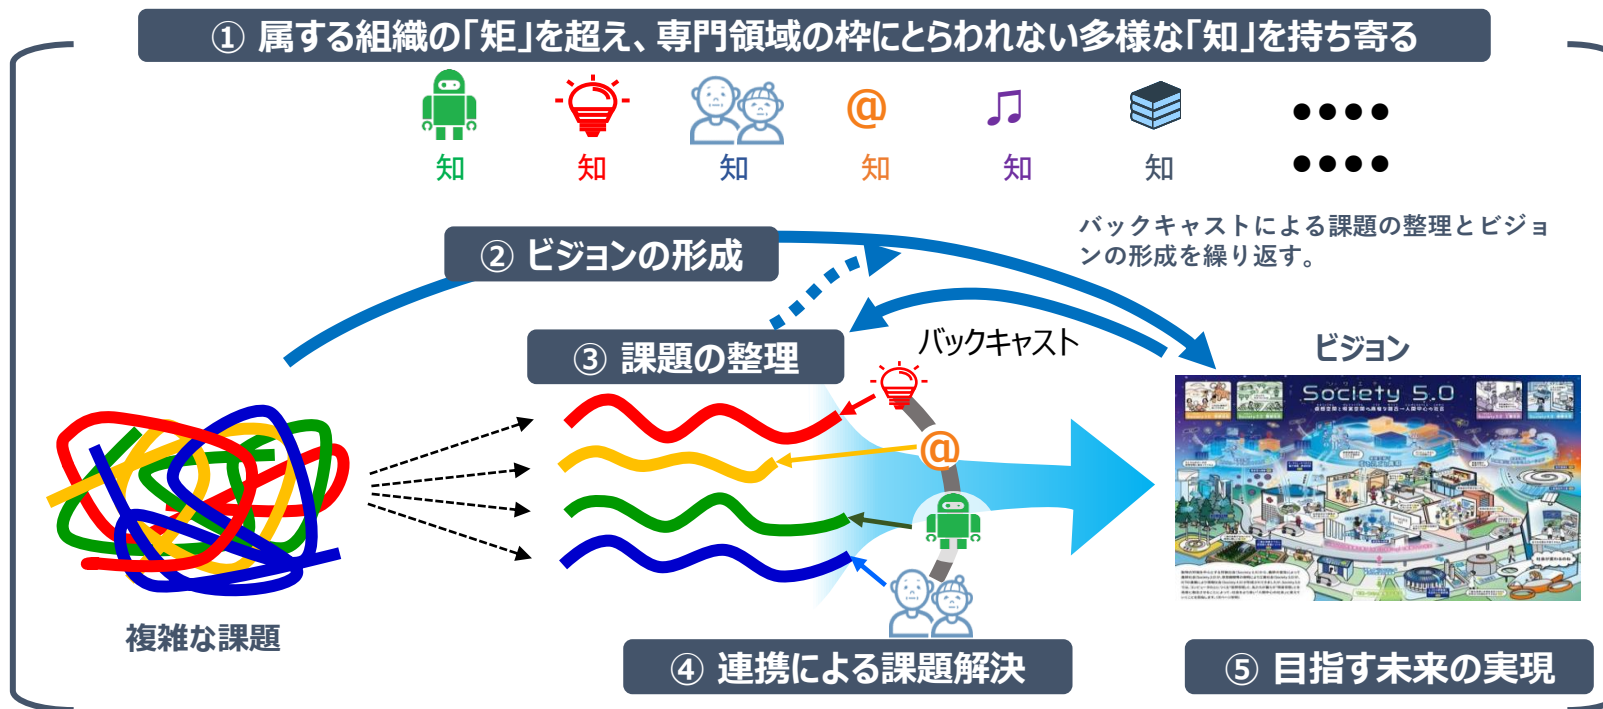 ① 属する組織の「矩」を超え、専門領域の枠にとらわれない多様な「知」を持ち寄る
@
知 知 知 知 知 知
② ビジョンの形成
バックキャストによる課題の整理とビジョ
ンの形成を繰り返す。
③ 課題の整理
バックキャスト
ビジョン
Society 5.0
@
複雑な課題
④ 連携による課題解決
⑤ 目指す未来の実現